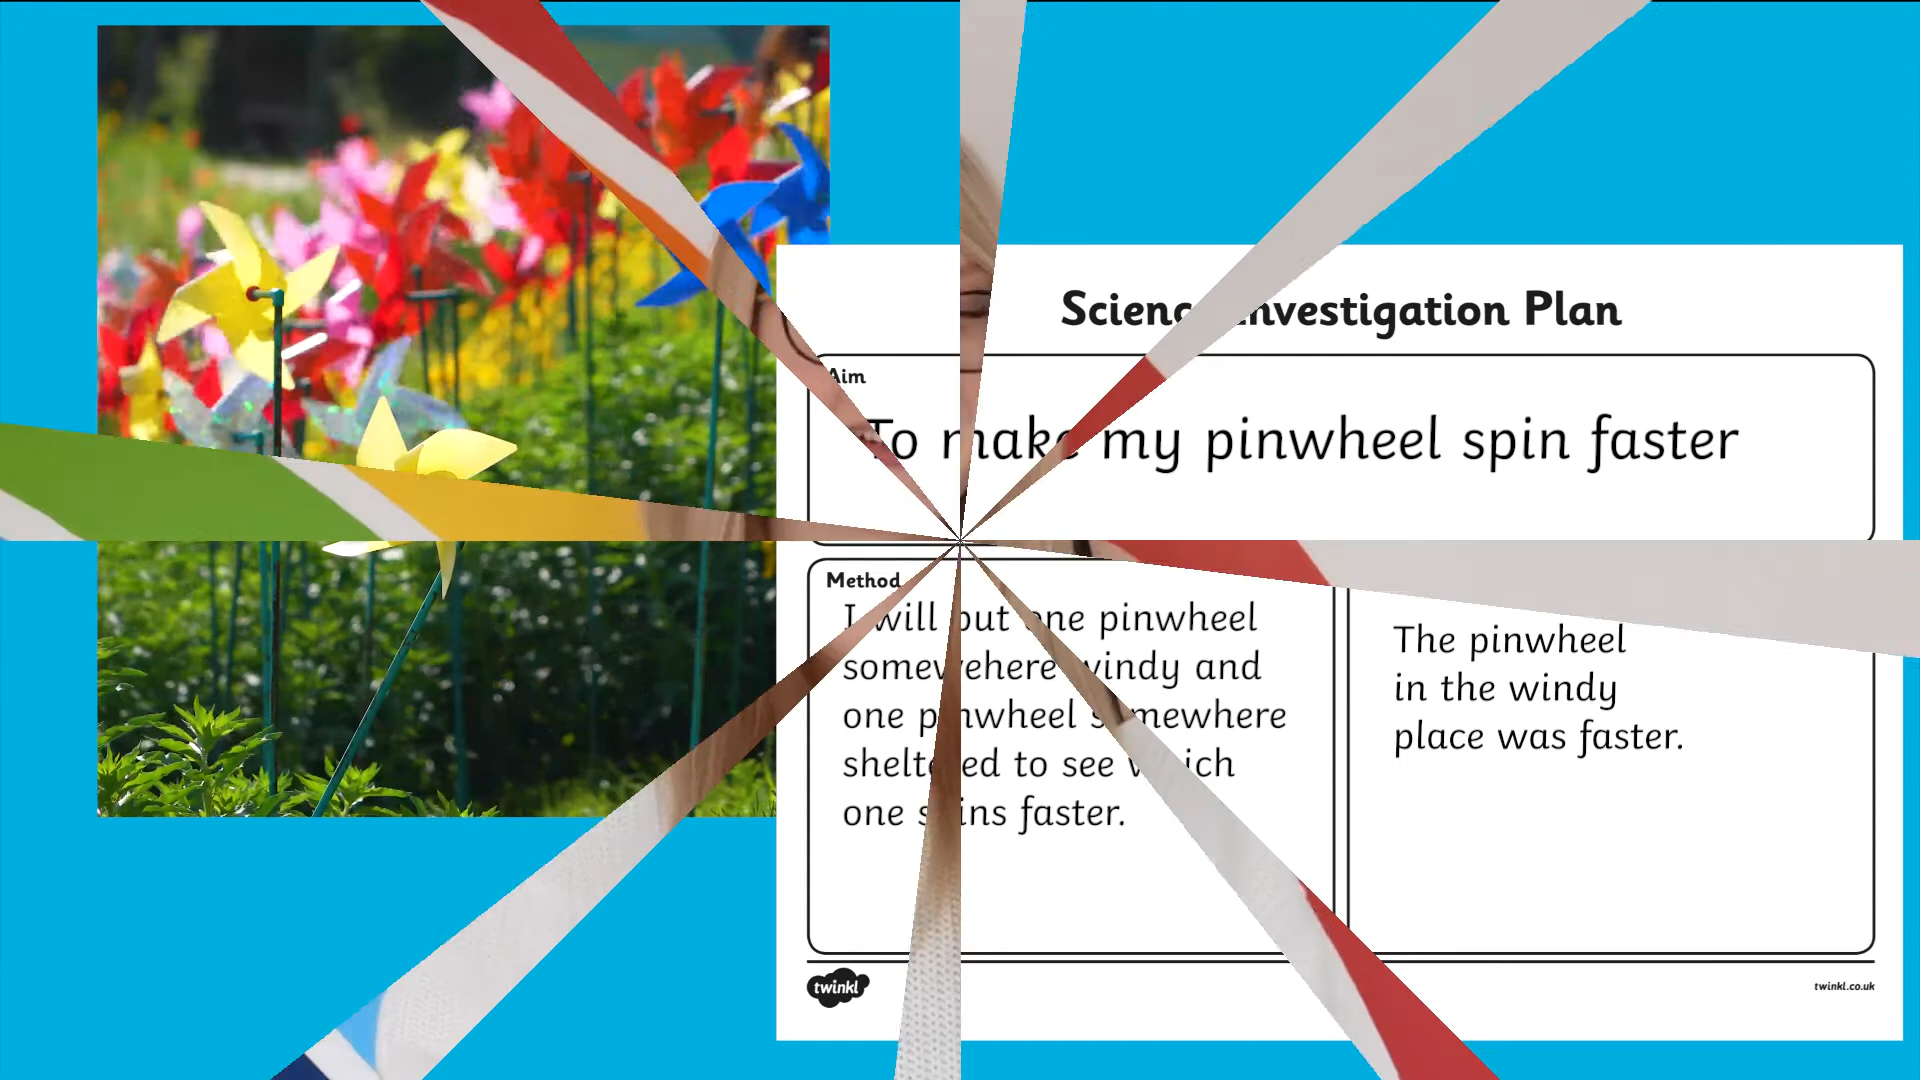 Science Investigation Plan
Aim
To make my pinwheel spin faster
Method
I will put one pinwheel
somewehere windy and
one pinwheel somewhere
sheltered to see which
one spins faster.
The pinwheel
in the windy
place was faster.
twinkl
twinkl.co.uk